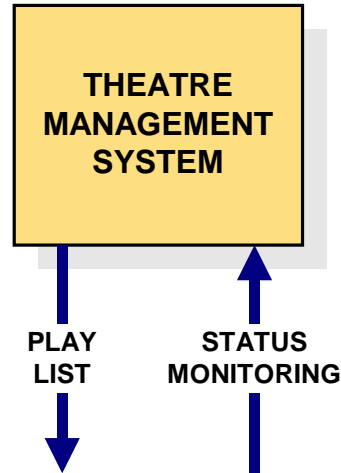 THEATRE
MANAGEMENT
SYSTEM
PLAY
LIST
STATUS
MONITORING